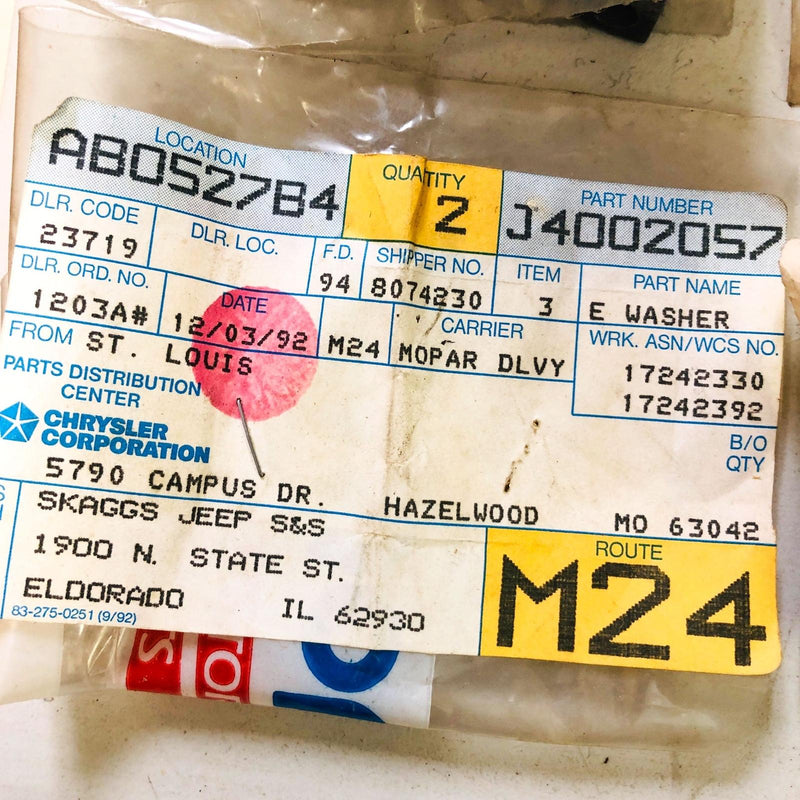 LOCATION
AB052784
QUANTITY
2
PART NUMBER
J4002057
DLR. CODE
23719
DLR. LOC.
F.D.
94
SHIPPER NO.
8074230
ITEM
3
PART NAME
E WASHER
DLR. ORD. NO.
1203A#
DATE
12/03/92
M24
CARRIER
MOPAR DLVY
WRK. ASN/WCS NO.
17242330
17242392
FROM ST. LOUIS
PARTS DISTRIBUTION
CENTER
CHRYSLER
CORPORATION
B/O
QTY
5790 CAMPUS DR. HAZELWOOD MO 63042
SKAGGS JEEP S&S
1900 N. STATE ST.
ELDORADO IL 62930
83-275-0251 (9/92)
ROUTE
M24